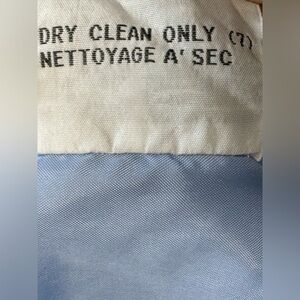 DRY CLEAN ONLY (7)
NETTOYAGE A' SEC